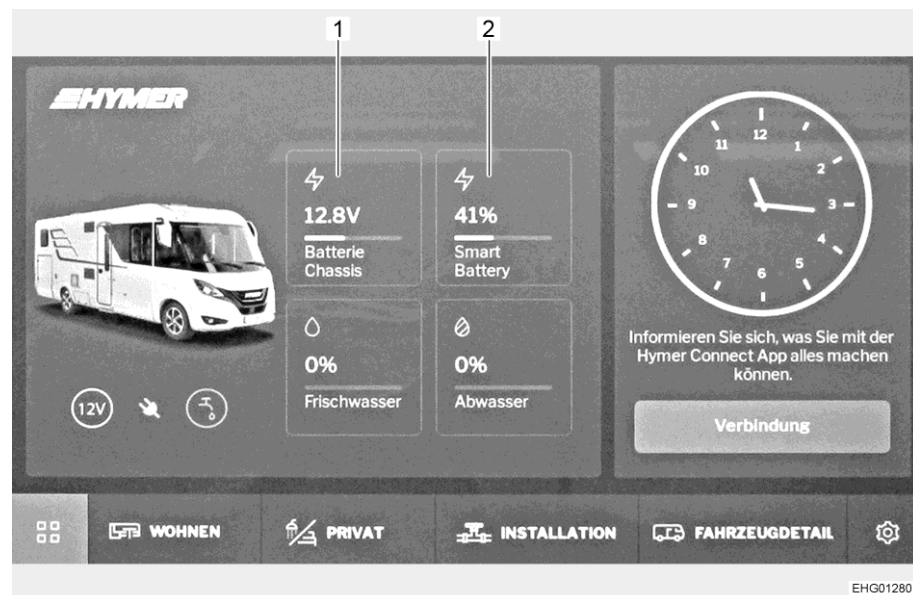 1
2
HYMER
12.8V
Batterie
Chassis
41%
Smart
Battery
0%
Frischwasser
0%
Abwasser
12V
12
1
2
3
4
5
6
7
8
9
10
11
Informieren Sie sich, was Sie mit der
Hymer Connect App alles machen
können.
Verbindung
WOHNEN
PRIVAT
INSTALLATION
FAHRZEUGDETAIL
EHG01280